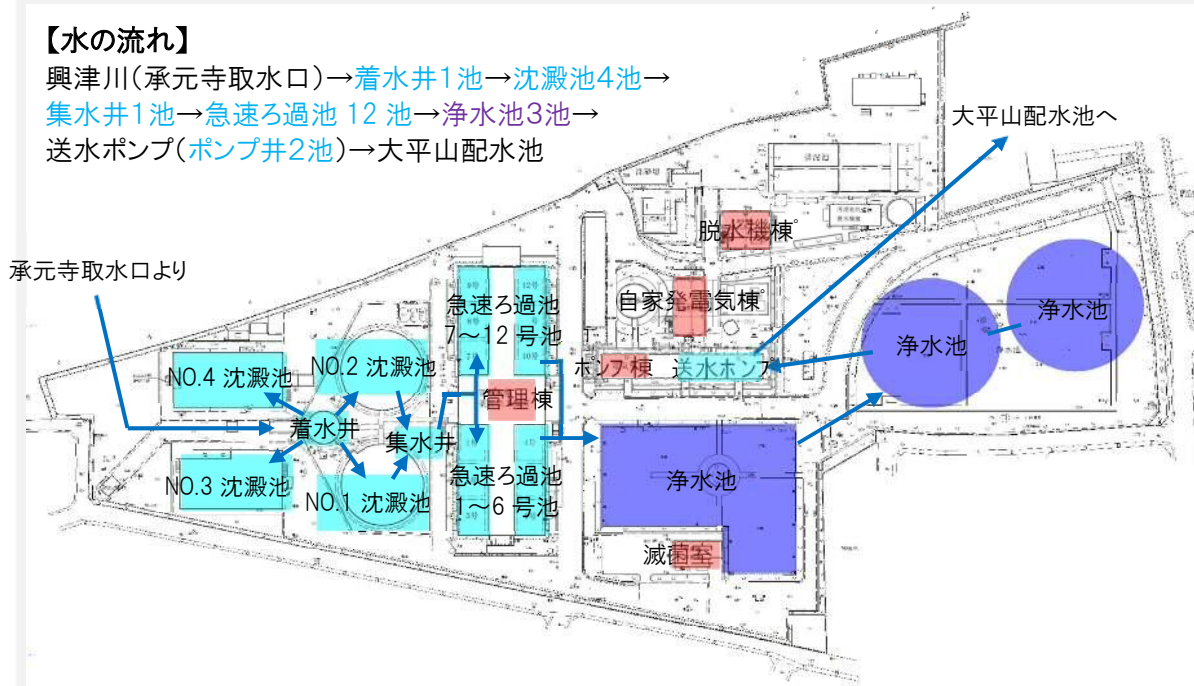 【水の流れ】
興津川(承元寺取水口)→着水井1池→沈澱池4池→
集水井1池→急速ろ過池 12 池→浄水池3池→
送水ポンプ(ポンプ井2池)→大平山配水池
大平山配水池へ
脱水機棟
承元寺取水口より
自家発電気棟
急速ろ過池
7～12 号池
浄水池
浄水池
NO.4 沈澱池
NO.2 沈澱池
ポンプ棟
送水ポンプ
管理棟
着水井
集水井
NO.3 沈澱池
NO.1 沈澱池
急速ろ過池
1～6 号池
浄水池
滅菌室